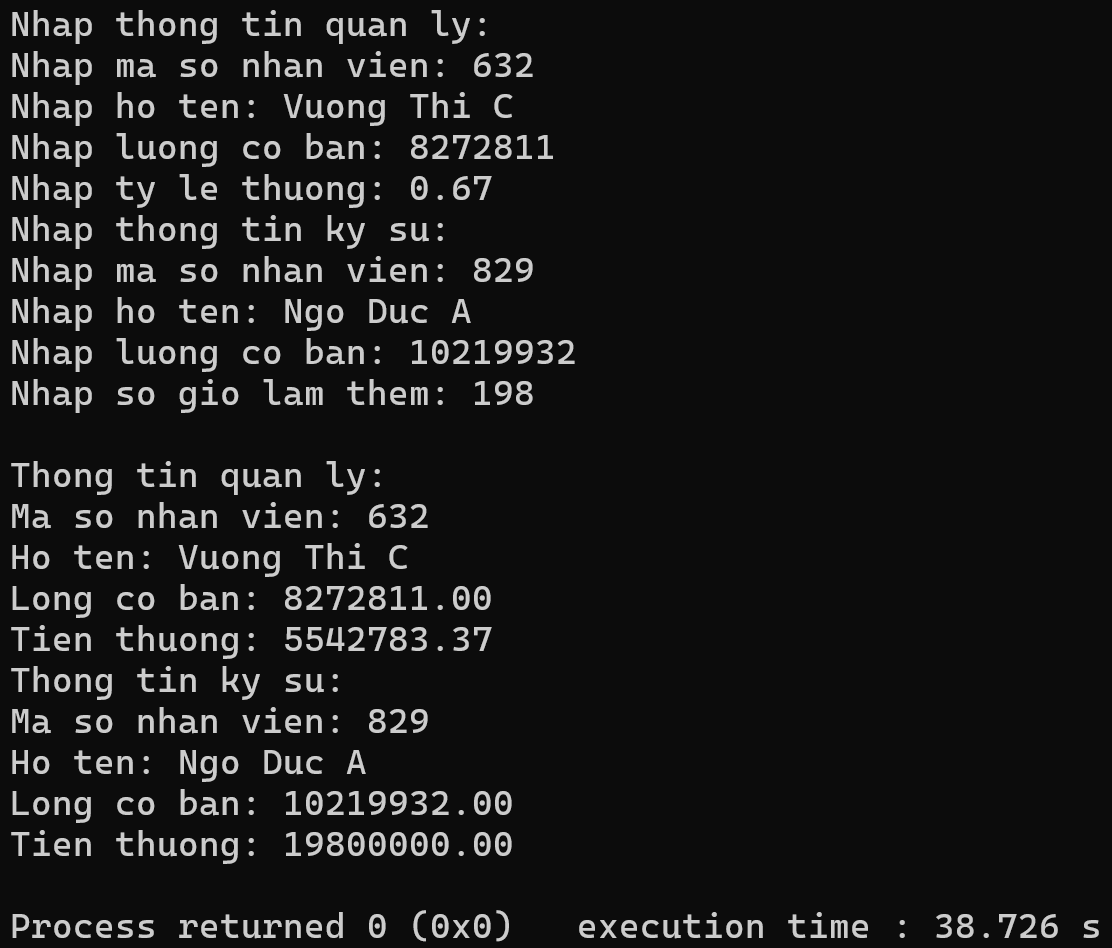 Nhap thong tin quan ly:
Nhap ma so nhan vien: 632
Nhap ho ten: Vuong Thi C
Nhap luong co ban: 8272811
Nhap ty le thuong: 0.67
Nhap thong tin ky su:
Nhap ma so nhan vien: 829
Nhap ho ten: Ngo Duc A
Nhap luong co ban: 10219932
Nhap so gio lam them: 198
Thong tin quan ly:
Ma so nhan vien: 632
Ho ten: Vuong Thi C
Long co ban: 8272811.00
Tien thuong: 5542783.37
Thong tin ky su:
Ma so nhan vien: 829
Ho ten: Ngo Duc A
Long co ban: 10219932.00
Tien thuong: 19800000.00
Process returned 0 (0x0)   execution time : 38.726 s